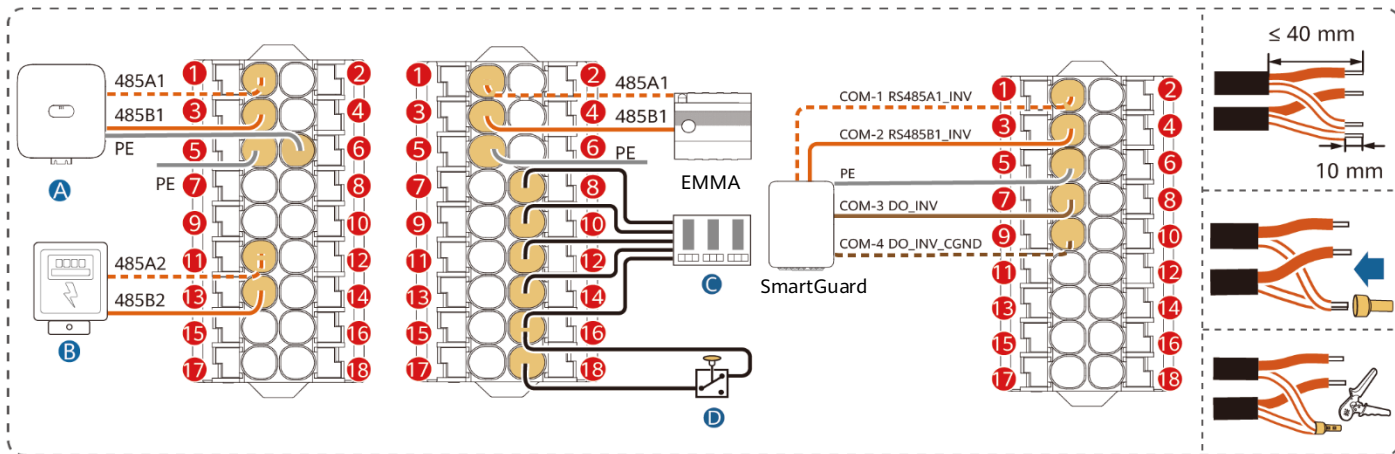 485A1
485B1
PE
PE
A
485A2
485B2
B
1
2
3
4
5
6
7
8
9
10
11
12
13
14
15
16
17
18
1
2
3
4
5
6
7
8
9
10
11
12
13
14
15
16
17
18
485A1
485B1
PE
EMMA
C
D
COM-1 RS485A1_INV
COM-2 RS485B1_INV
PE
COM-3 DO_INV
COM-4 DO_INV_CGND
SmartGuard
1
2
3
4
5
6
7
8
9
10
11
12
13
14
15
16
17
18
≤ 40 mm
10 mm